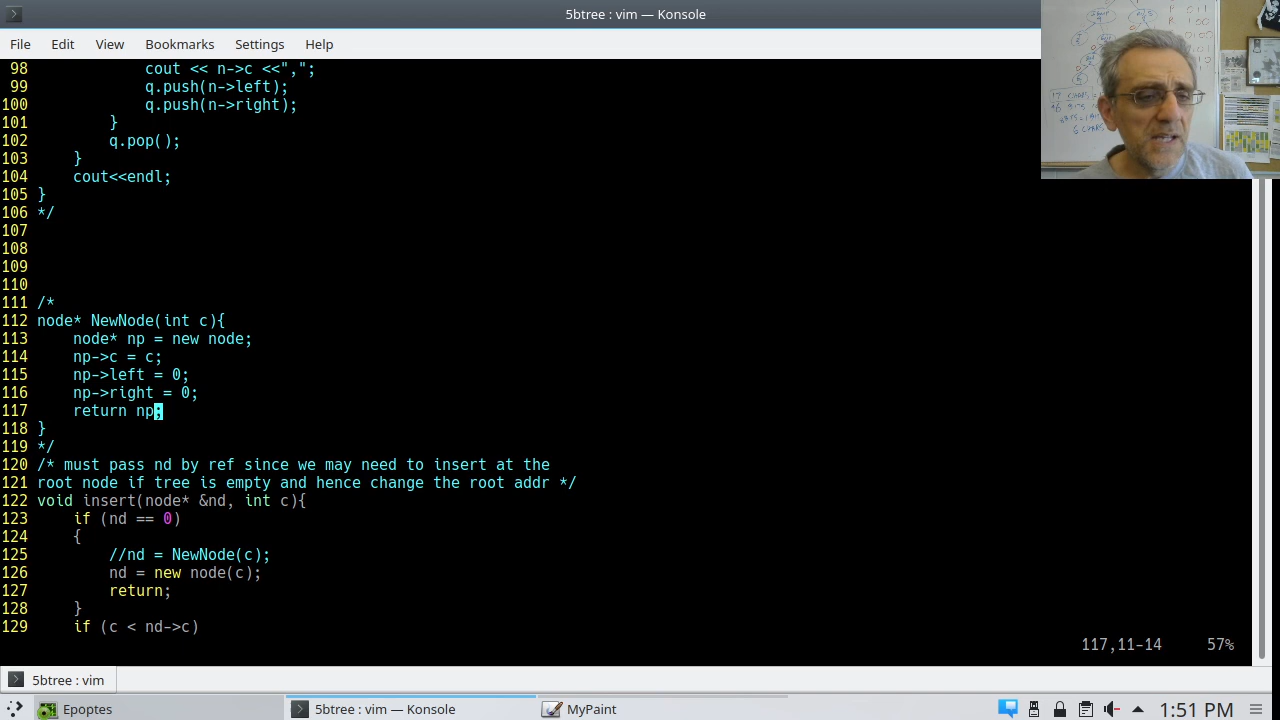 5btree : vim — Konsole
File Edit View Bookmarks Settings Help
98             cout << n->c <<",";
99             q.push(n->left);
100             q.push(n->right);
101         }
102         q.pop();
103     }
104     cout<<endl;
105 }
106 */
107
108
109
110
111 /*
112 node* NewNode(int c){
113     node* np = new node;
114     np->c = c;
115     np->left = 0;
116     np->right = 0;
117     return np;
118 }
119 */
120 /* must pass nd by ref since we may need to insert at the
121 root node if tree is empty and hence change the root addr */
122 void insert(node* &nd, int c){
123     if (nd == 0)
124     {
125         //nd = NewNode(c);
126         nd = new node(c);
127         return;
128     }
129     if (c < nd->c)
117,11-14 57%
5btree : vim
Epoptes 5btree : vim — Konsole MyPaint 1:51 PM